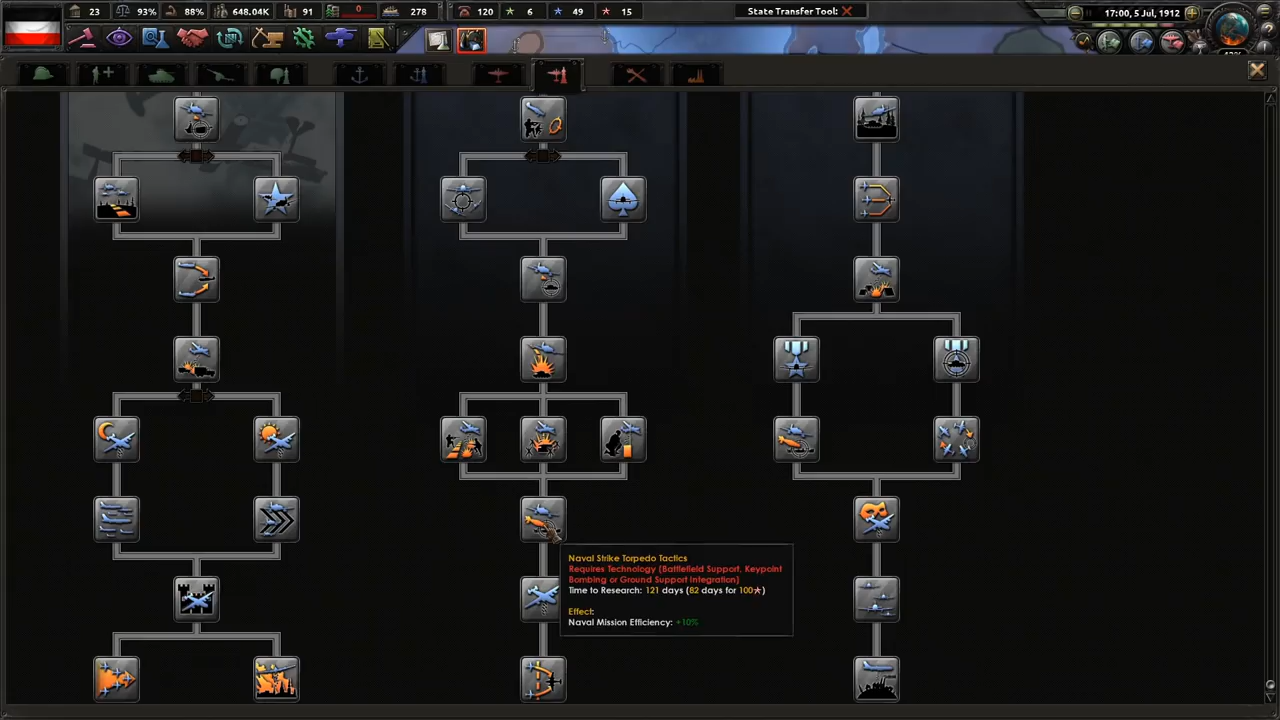 23 93% 88% 648.04K 91 0 278 120 6 49 15 State Transfer Tool: 17:00, 5 Jul, 1912
Naval Strike Torpedo Tactics
Requires Technology (Battlefield Support, Keypoint
Bombing or Ground Support Integration)
Time to Research: 121 days (82 days for 100)
Effect:
Naval Mission Efficiency: +10%